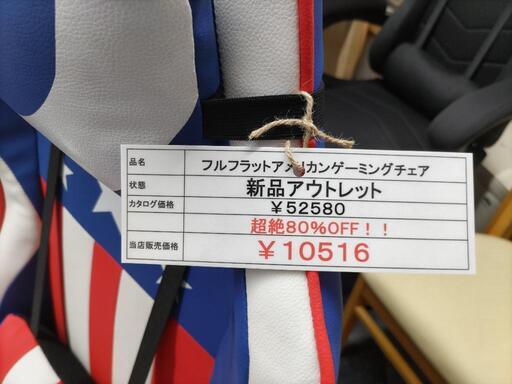 品名 フルフラットアメリカンゲーミングチェア
状態 新品アウトレット
カタログ価格 ¥52580
超絶80%OFF！！
当店販売価格 ¥10516